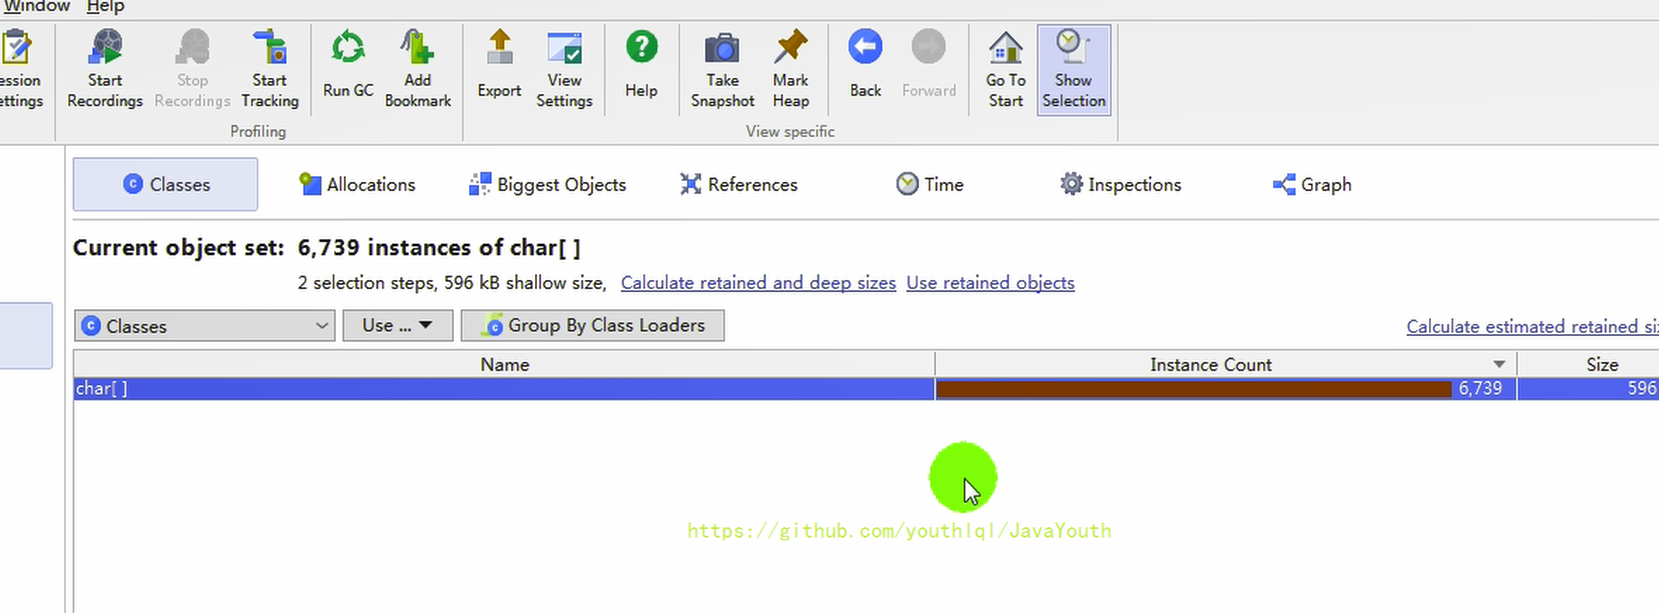 Window Help
ession Settings Start Recordings Stop Recordings Start Tracking Run GC Add Bookmark Export View Settings Help Take Snapshot Mark Heap Back Forward Go To Start Show Selection
Profiling View specific
Classes Allocations Biggest Objects References Time Inspections Graph
Current object set: 6,739 instances of char[ ]
2 selection steps, 596 kB shallow size, Calculate retained and deep sizes Use retained objects
Classes Use ... Group By Class Loaders Calculate estimated retained si
Name Instance Count Size
char[ ] 6,739 596
https://github.com/youthlql/JavaYouth